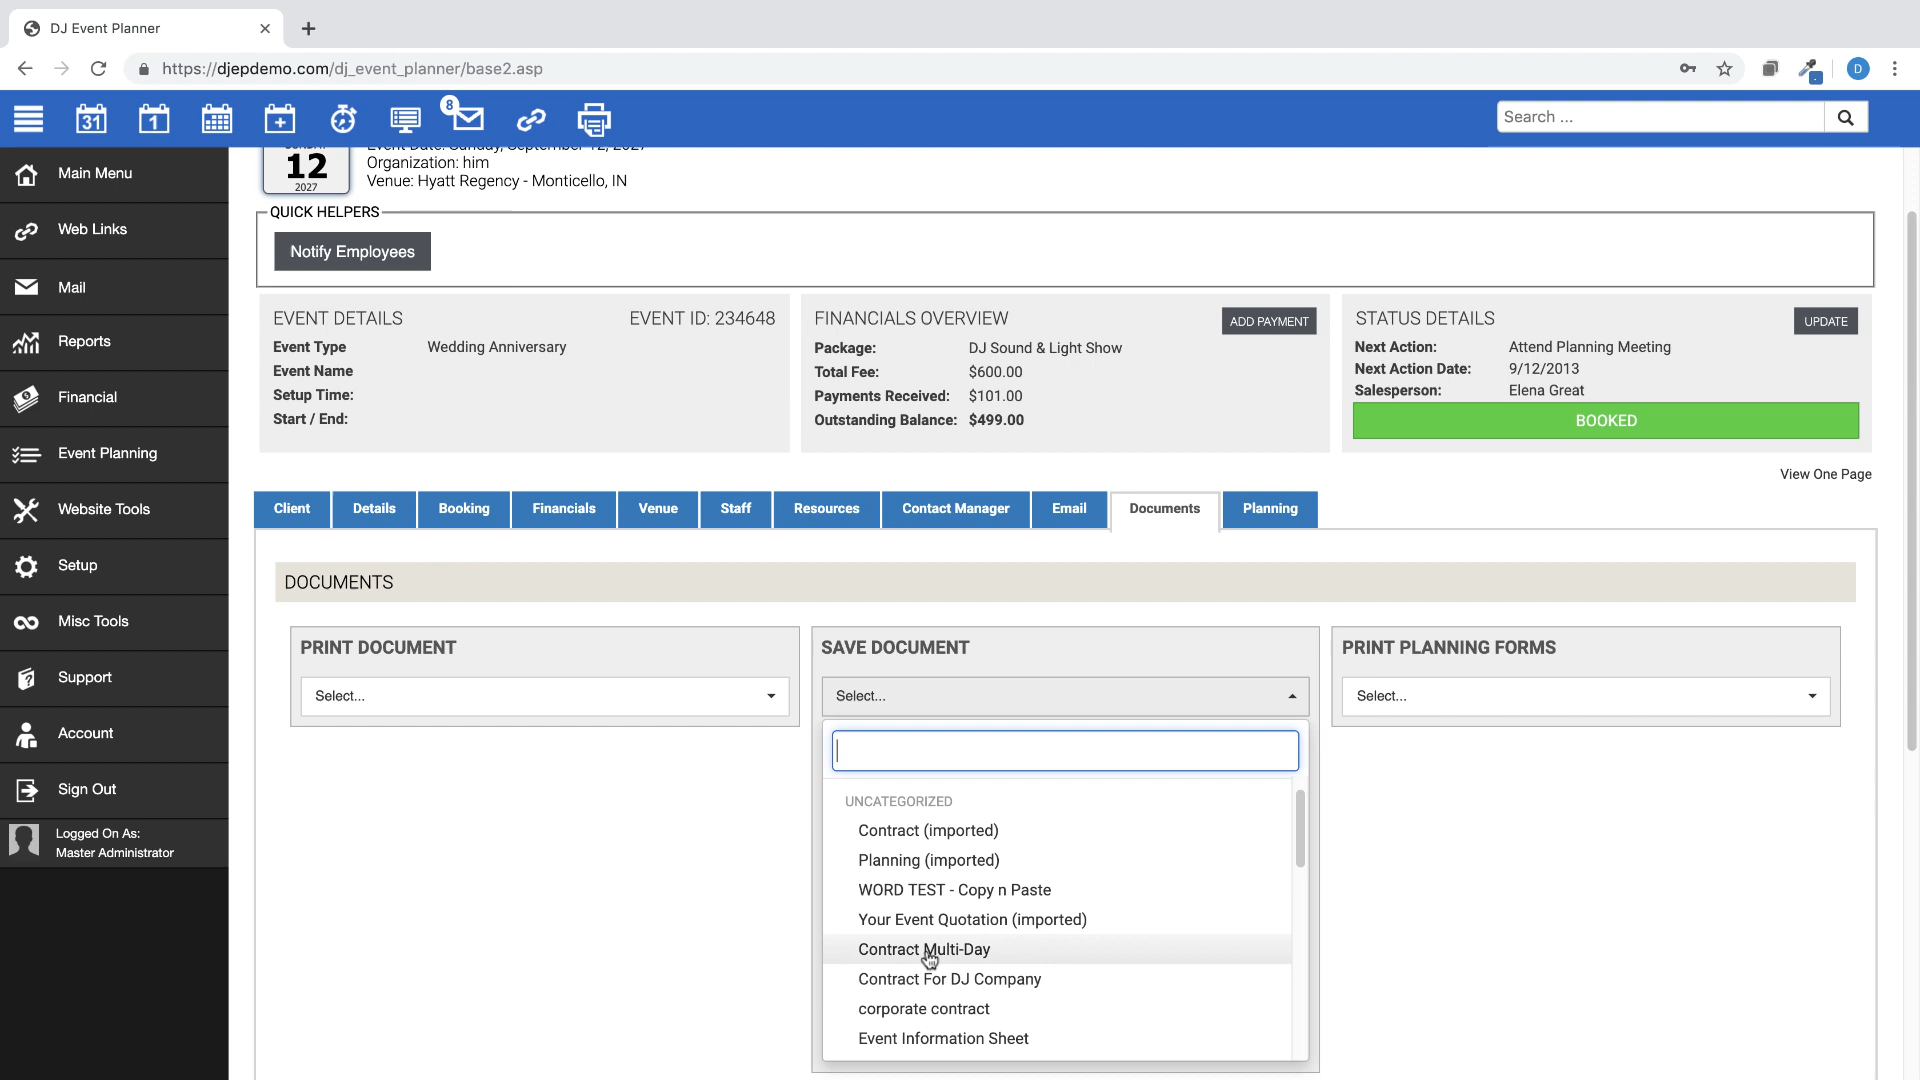 DJ Event Planner
https://djepdemo.com/dj_event_planner/base2.asp
D
31
1
8
Search ...
Main Menu
Web Links
Mail
Reports
Financial
Event Planning
Website Tools
Setup
Misc Tools
Support
Account
Sign Out
Logged On As:
Master Administrator
12
2027
Event Date: Sunday, September 12, 2027
Organization: him
Venue: Hyatt Regency - Monticello, IN
QUICK HELPERS
Notify Employees
EVENT DETAILS EVENT ID: 234648
Event Type Wedding Anniversary
Event Name
Setup Time:
Start / End:
FINANCIALS OVERVIEW ADD PAYMENT
Package: DJ Sound & Light Show
Total Fee: $600.00
Payments Received: $101.00
Outstanding Balance: $499.00
STATUS DETAILS UPDATE
Next Action: Attend Planning Meeting
Next Action Date: 9/12/2013
Salesperson: Elena Great
BOOKED
View One Page
Client Details Booking Financials Venue Staff Resources Contact Manager Email Documents Planning
DOCUMENTS
PRINT DOCUMENT
Select...
SAVE DOCUMENT
Select...
UNCATEGORIZED
Contract (imported)
Planning (imported)
WORD TEST - Copy n Paste
Your Event Quotation (imported)
Contract Multi-Day
Contract For DJ Company
corporate contract
Event Information Sheet
PRINT PLANNING FORMS
Select...